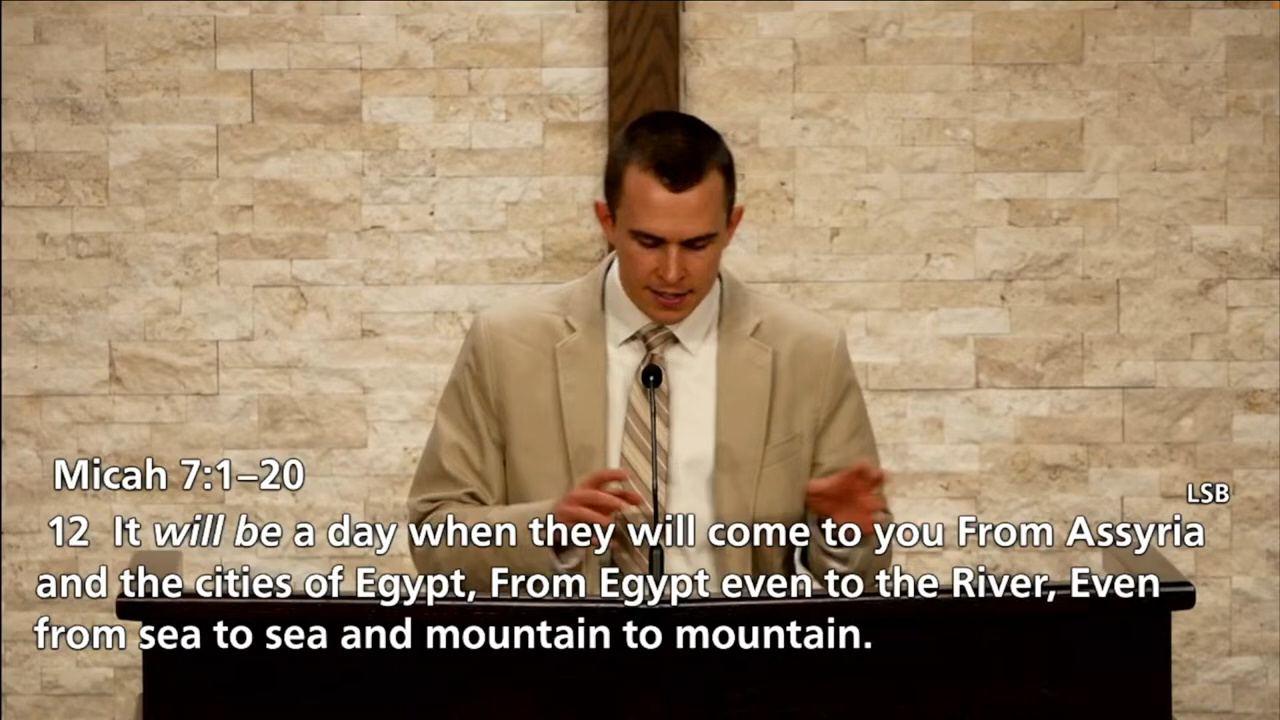 Micah 7:1–20
LSB
12 It will be a day when they will come to you From Assyria
and the cities of Egypt, From Egypt even to the River, Even
from sea to sea and mountain to mountain.